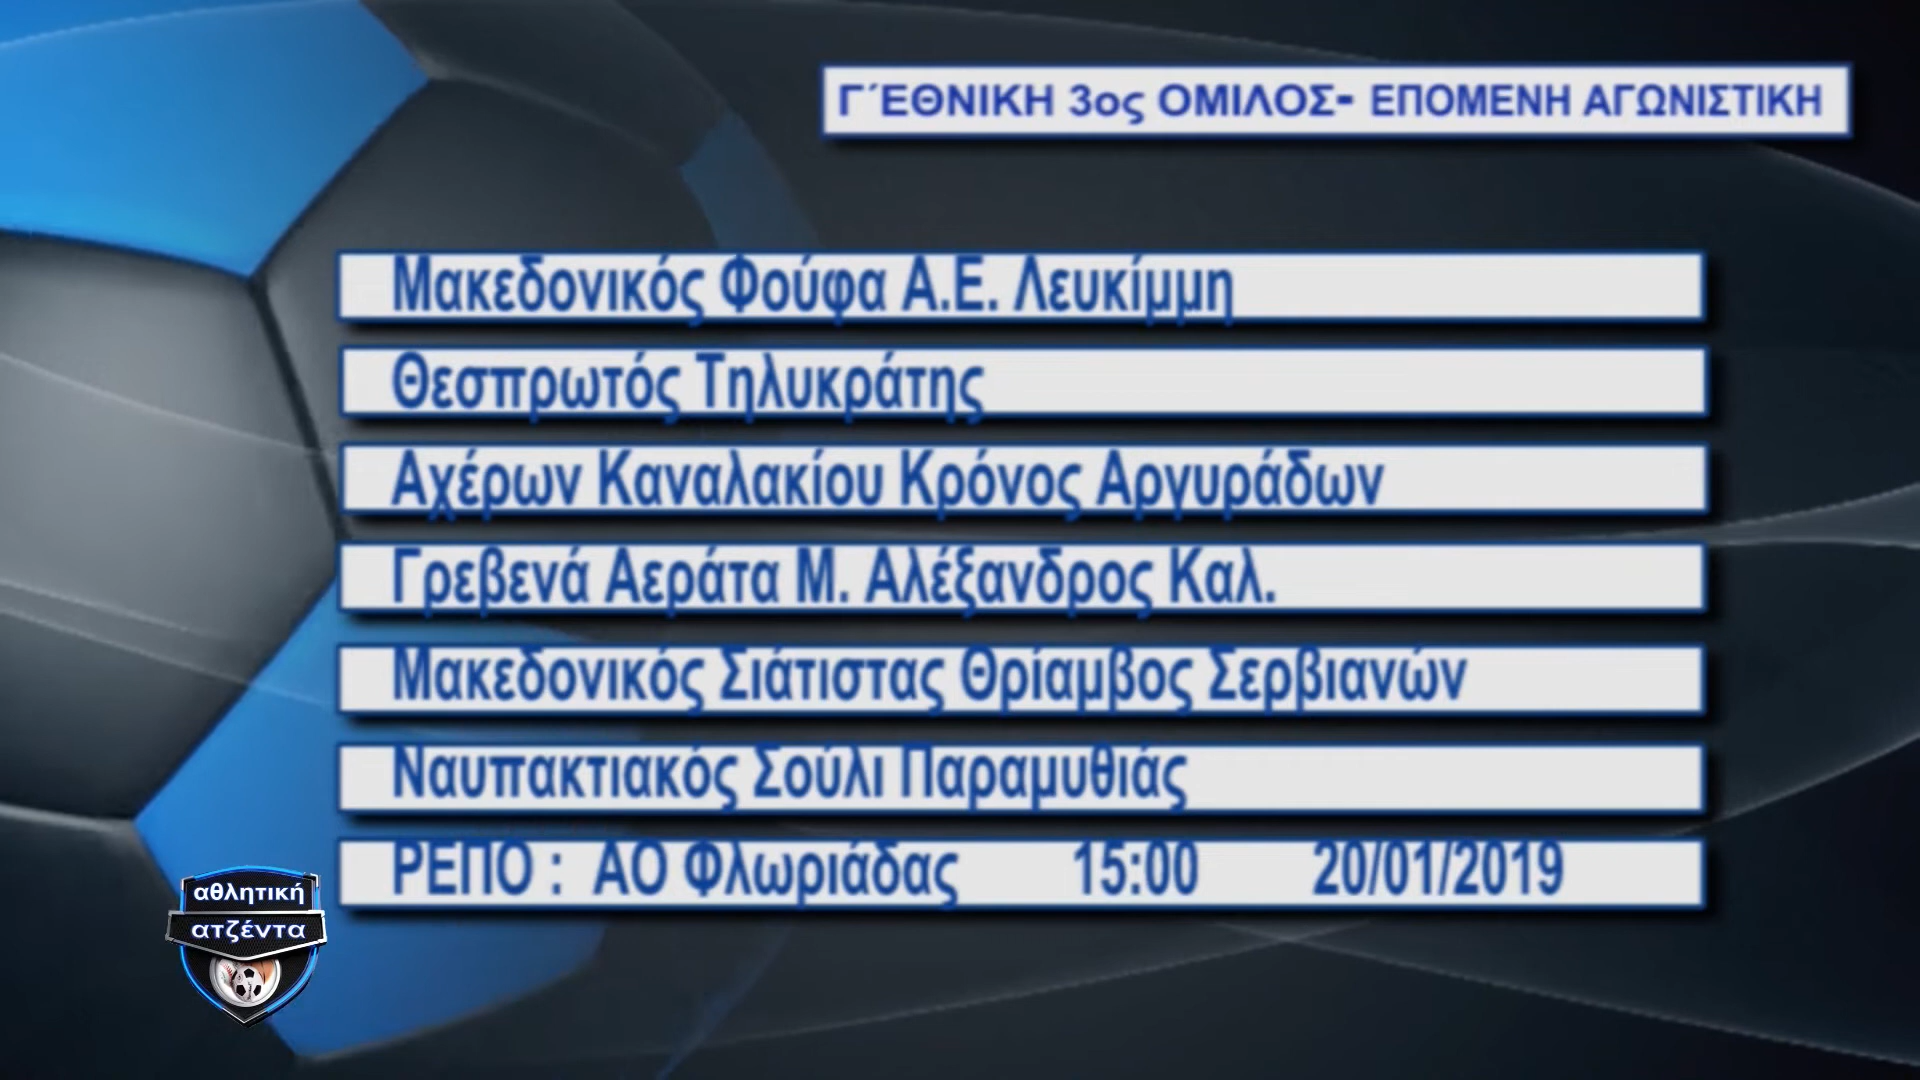 Γ΄ΕΘΝΙΚΗ 3ος ΟΜΙΛΟΣ- ΕΠΟΜΕΝΗ ΑΓΩΝΙΣΤΙΚΗ
Μακεδονικός Φούφα Α.Ε. Λευκίμμη
Θεσπρωτός Τηλυκράτης
Αχέρων Καναλακίου Κρόνος Αργυράδων
Γρεβενά Αεράτα Μ. Αλέξανδρος Καλ.
Μακεδονικός Σιάτιστας Θρίαμβος Σερβιανών
Ναυπακτιακός Σούλι Παραμυθιάς
ΡΕΠΟ : ΑΟ Φλωριάδας 15:00 20/01/2019
αθλητική
ατζέντα